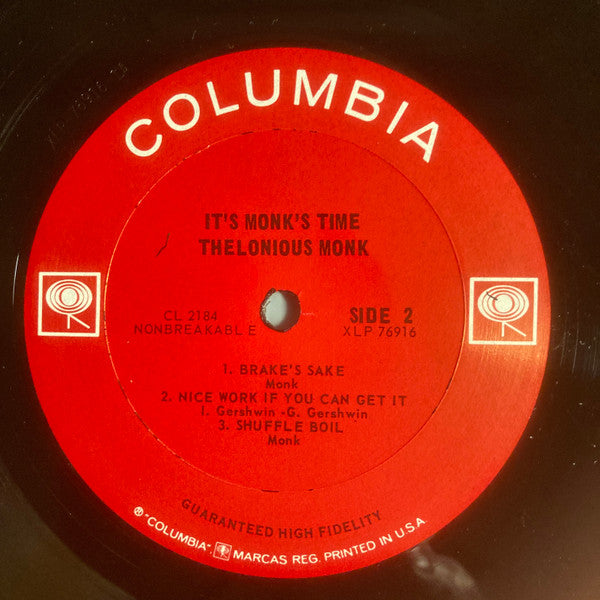 COLUMBIA
IT'S MONK'S TIME
THELONIOUS MONK
CL 2184
NONBREAKABLE
SIDE 2
XLP 76916
1. BRAKE'S SAKE
Monk
2. NICE WORK IF YOU CAN GET IT
I. Gershwin -G. Gershwin
3. SHUFFLE BOIL
Monk
GUARANTEED HIGH FIDELITY
® "COLUMBIA", MARCAS REG. PRINTED IN U.S.A